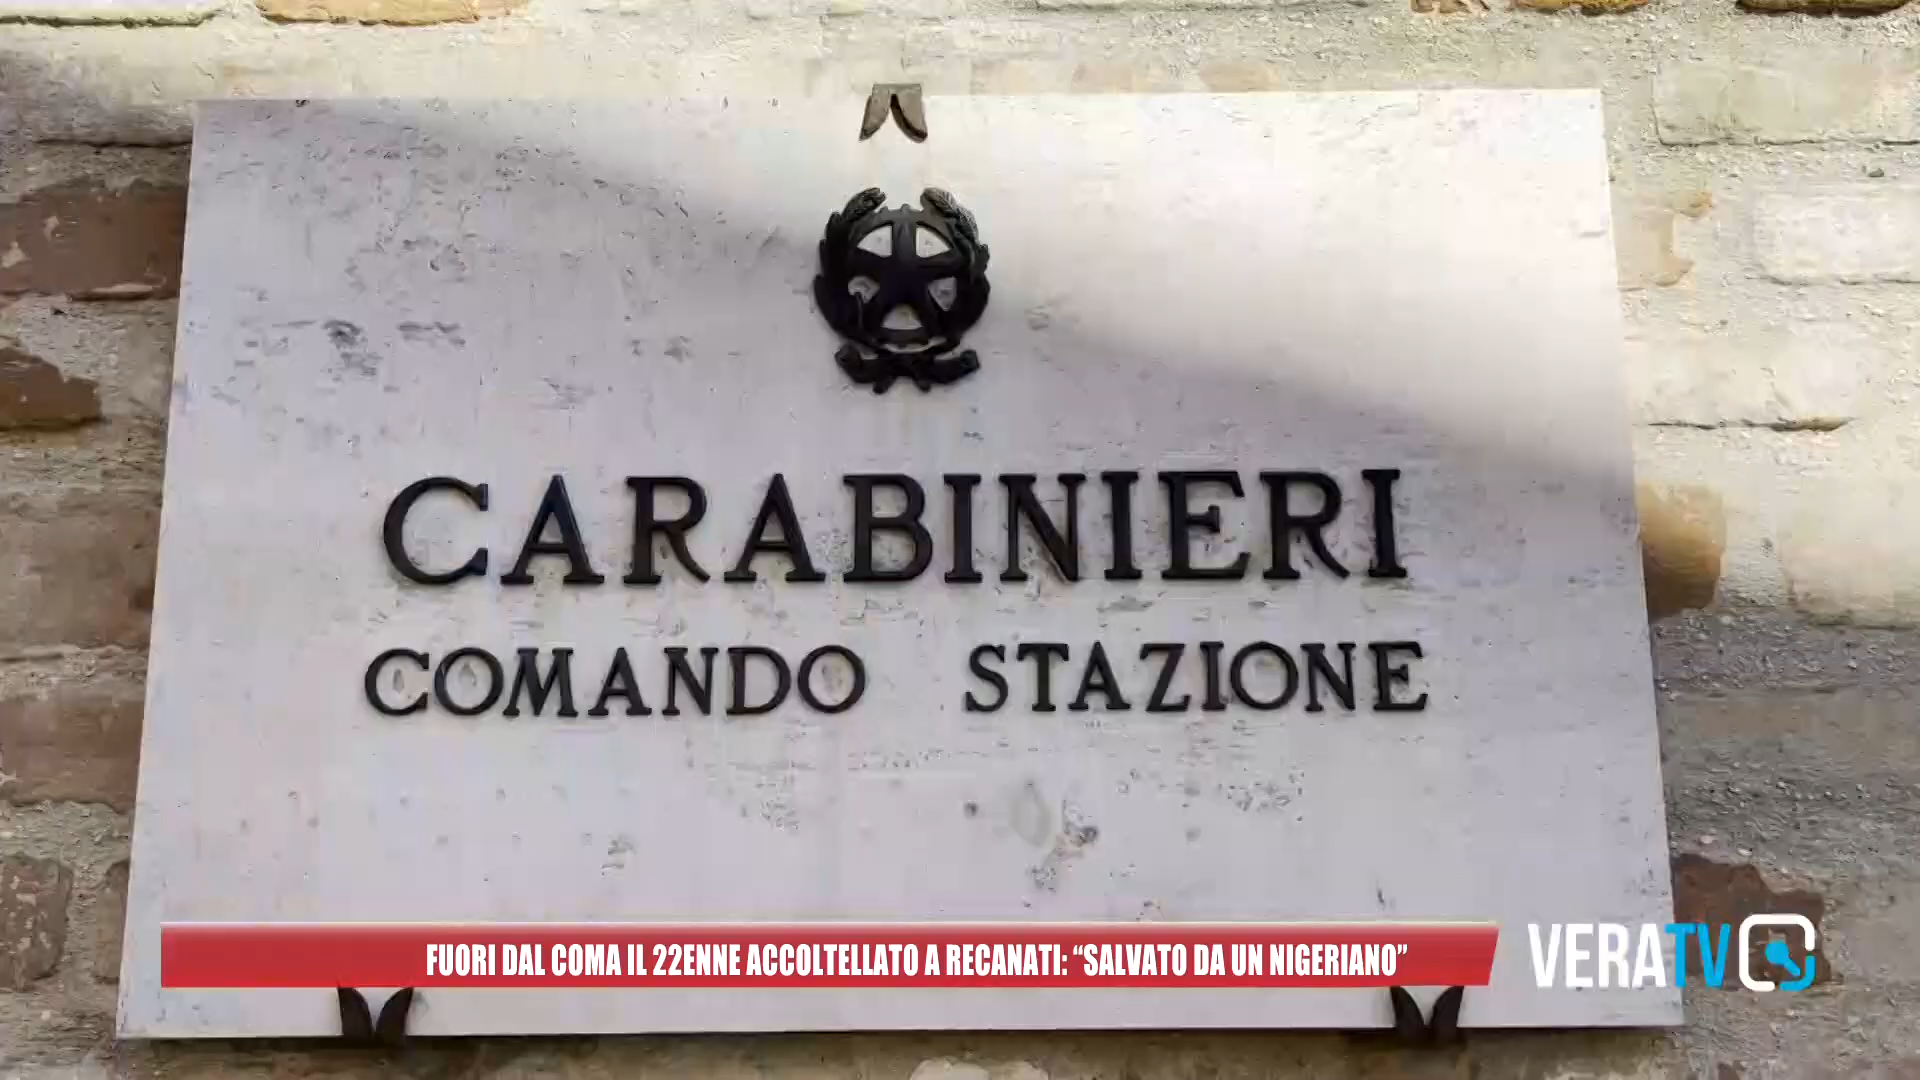 CARABINIERI
COMANDO STAZIONE
FUORI DAL COMA IL 22ENNE ACCOLTELLATO A RECANATI: “SALVATO DA UN NIGERIANO”
VERATV